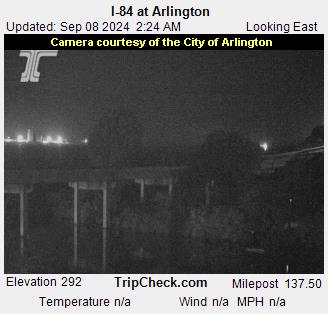 I-84 at Arlington
Updated: Sep 08 2024 2:24 AM Looking East
Camera courtesy of the City of Arlington
Elevation 292 TripCheck.com Milepost 137.50
Temperature n/a Wind n/a MPH n/a